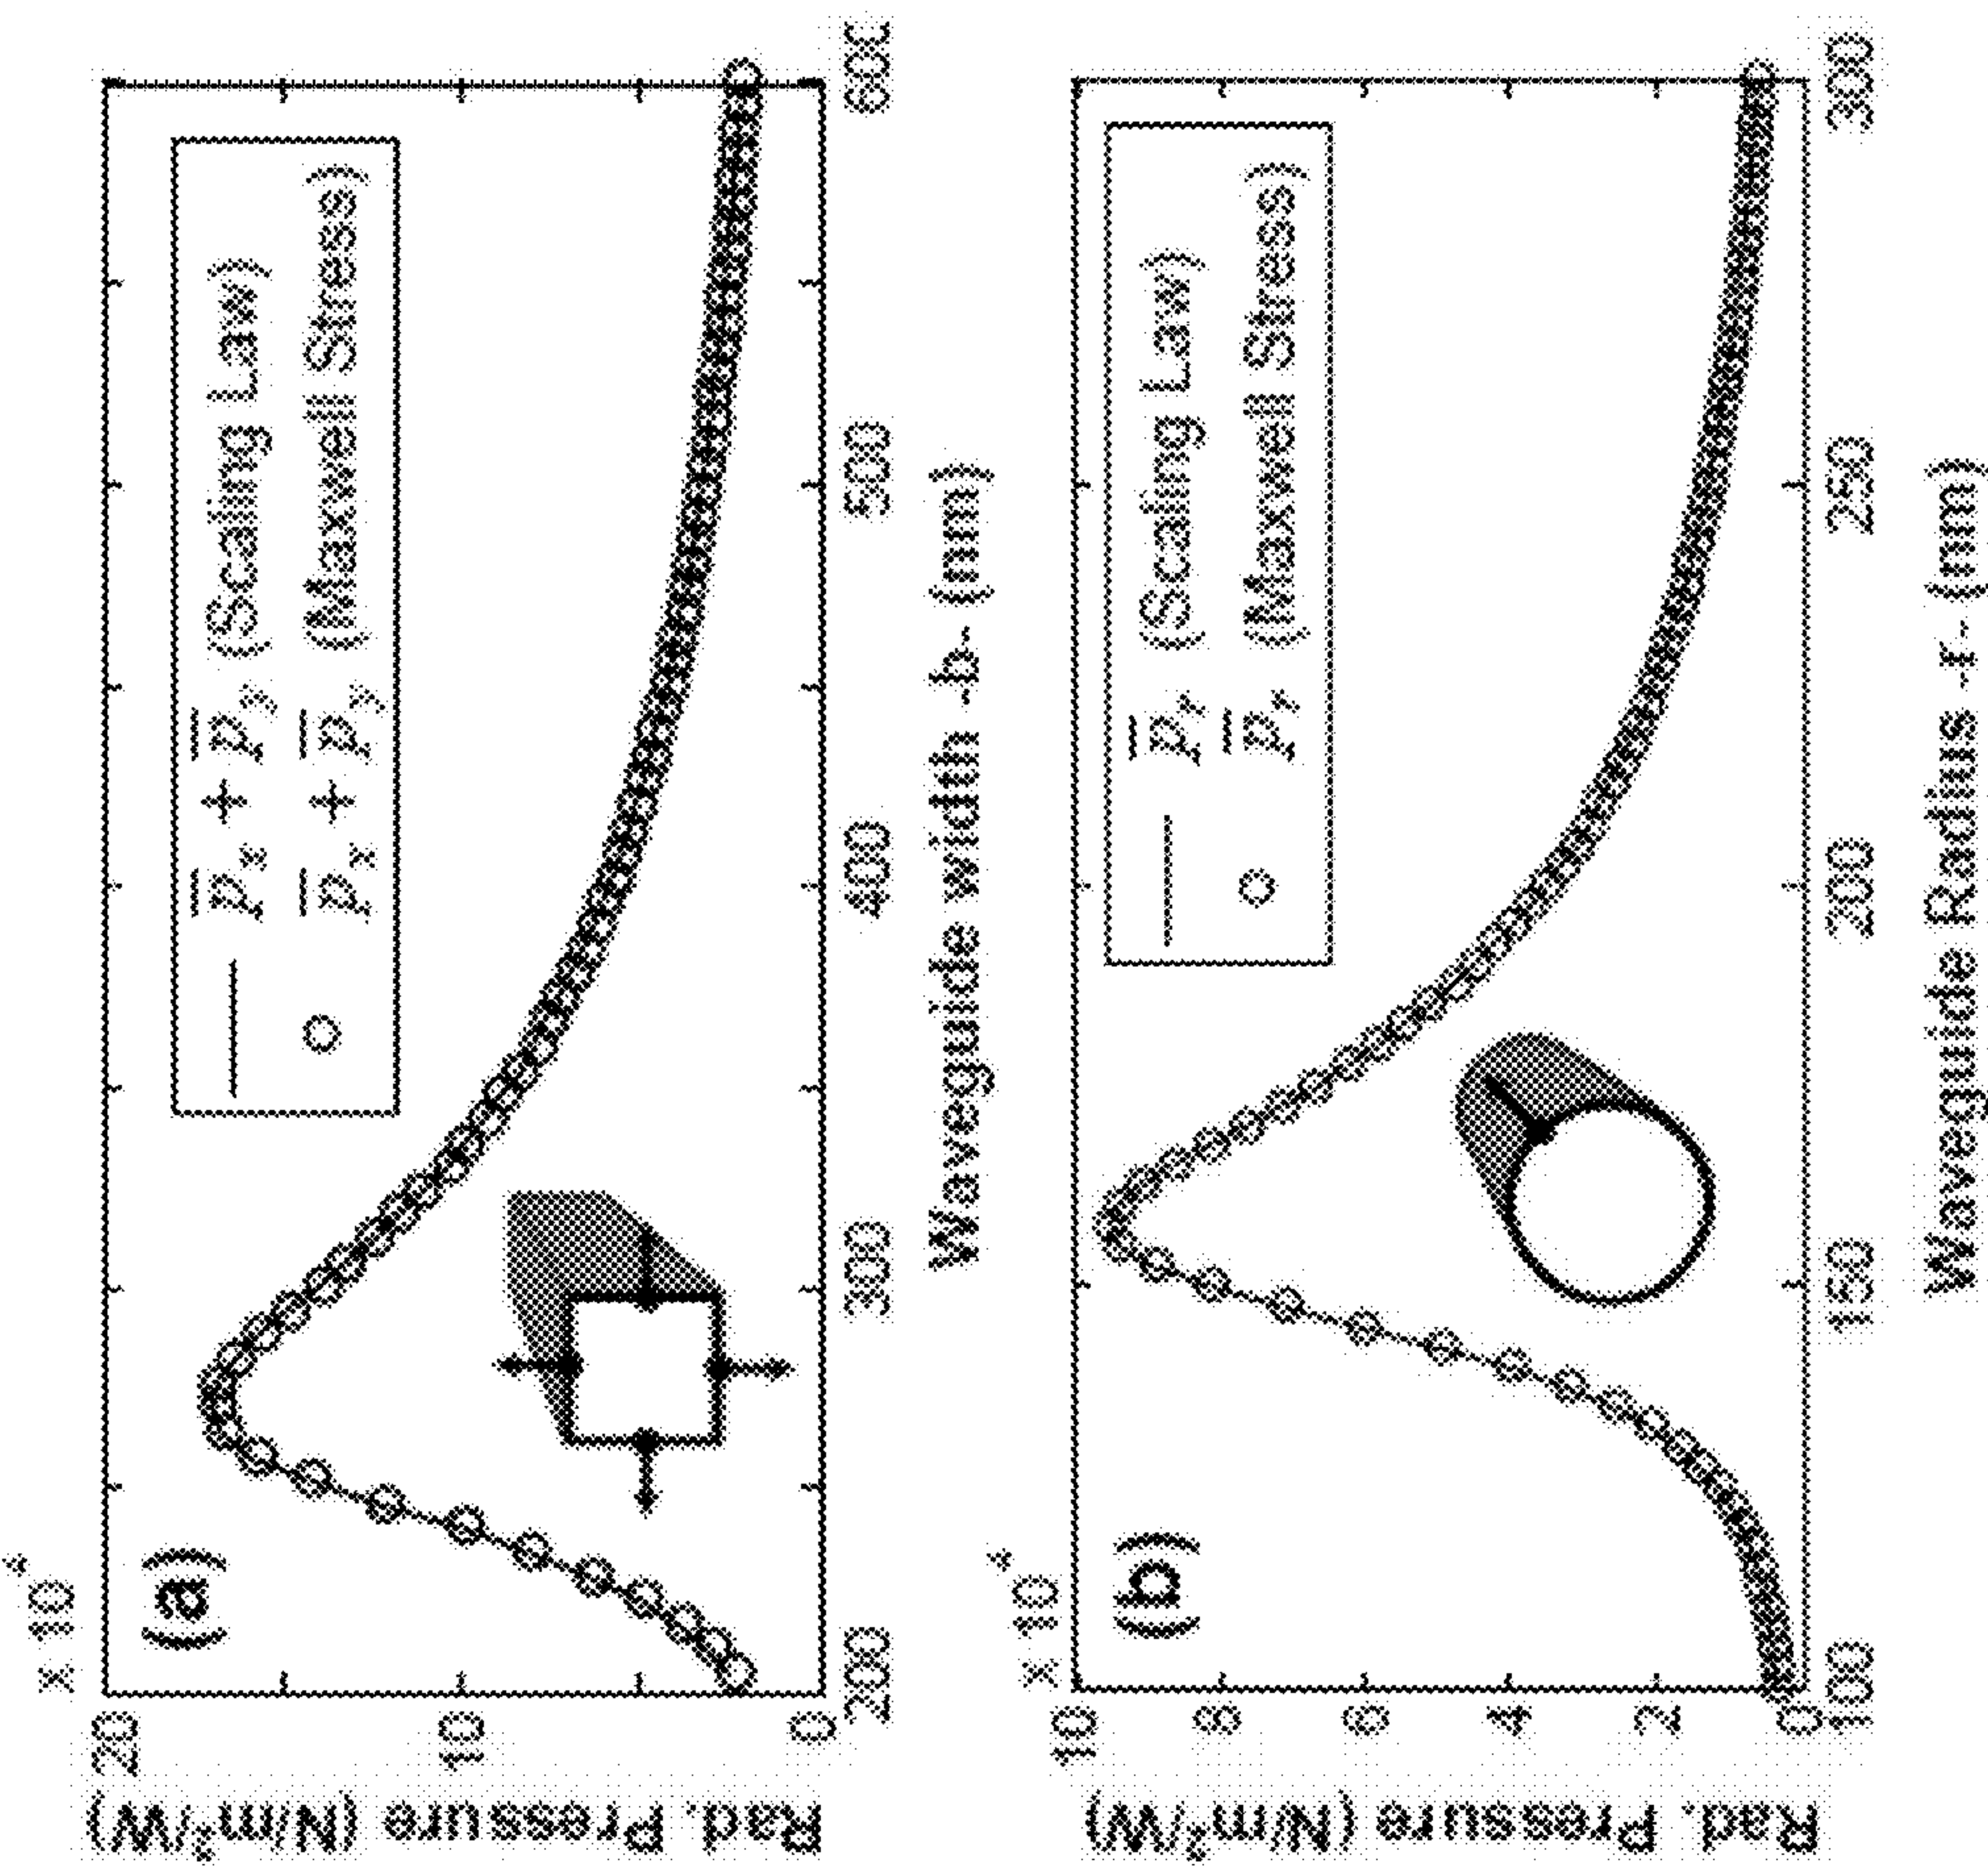 x 10⁴
(a)
20
10
0
Rad. Pressure (N/m²/W)
p̅ₓ + p̅ᵧ (Scaling Law)
p̅ₓ + p̅ᵧ (Maxwell Stress)
200
300
400
500
600
Waveguide width -b- (nm)
x 10⁴
(b)
10
8
6
4
2
0
Rad. Pressure (N/m²/W)
p̅ᵣ (Scaling Law)
p̅ᵣ (Maxwell Stress)
100
150
200
250
300
Waveguide Radius -r- (nm)